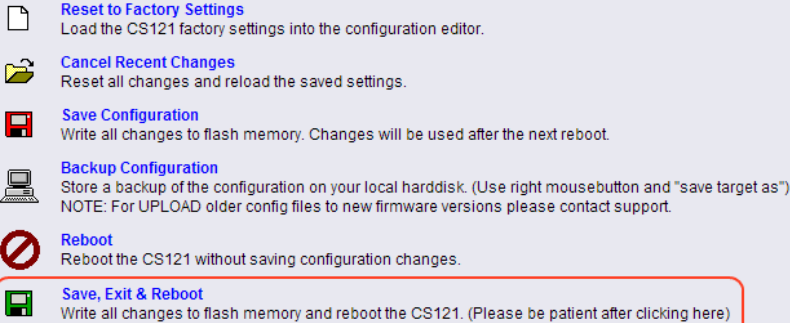 Reset to Factory Settings
Load the CS121 factory settings into the configuration editor.
Cancel Recent Changes
Reset all changes and reload the saved settings.
Save Configuration
Write all changes to flash memory. Changes will be used after the next reboot.
Backup Configuration
Store a backup of the configuration on your local harddisk. (Use right mousebutton and "save target as")
NOTE: For UPLOAD older config files to new firmware versions please contact support.
Reboot
Reboot the CS121 without saving configuration changes.
Save, Exit & Reboot
Write all changes to flash memory and reboot the CS121. (Please be patient after clicking here)